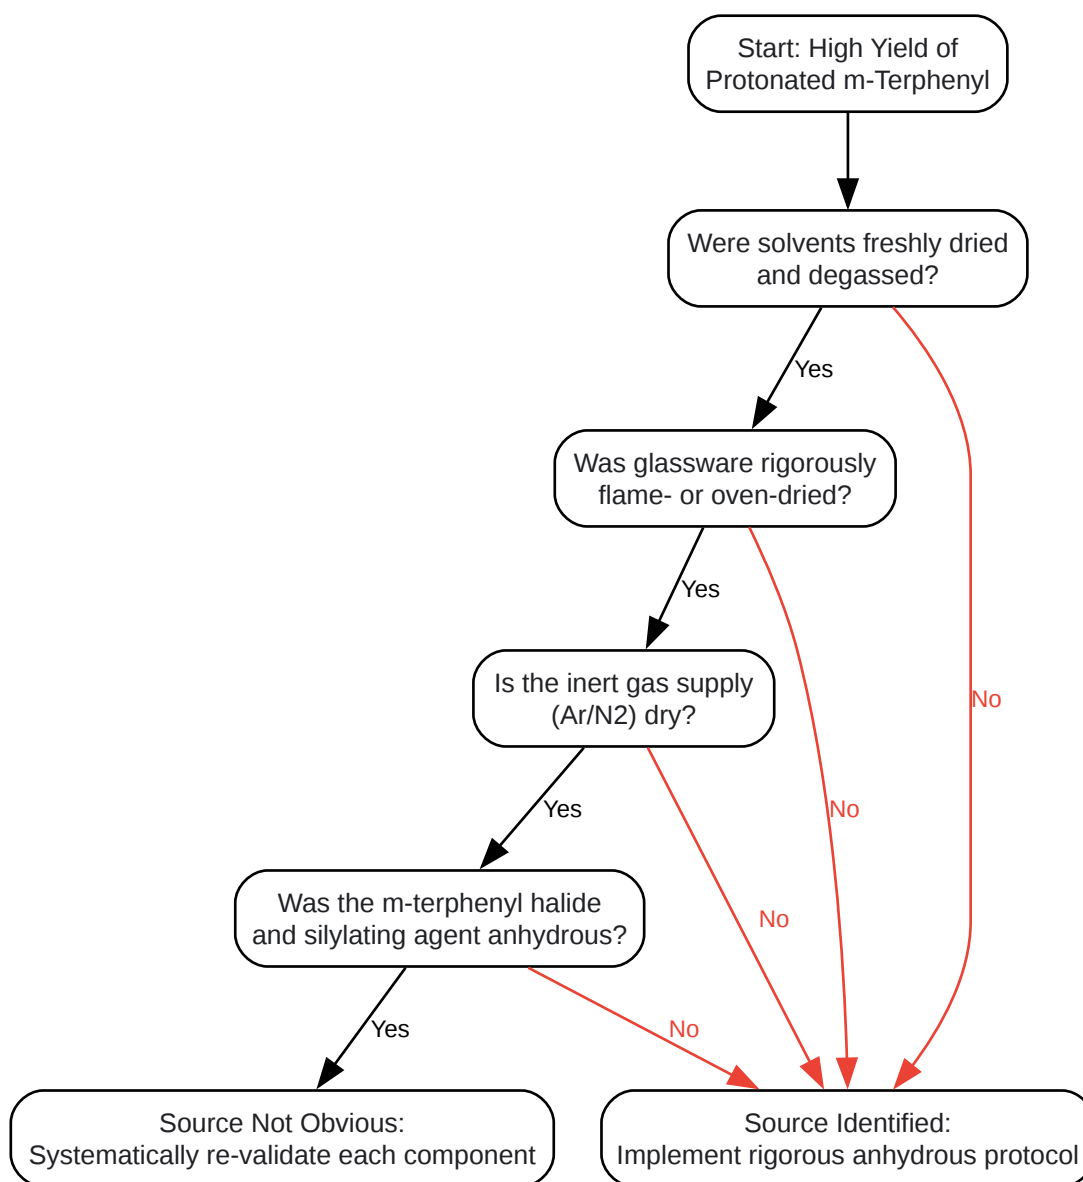 Start: High Yield of
Protonated m-Terphenyl
Were solvents freshly dried
and degassed?
Yes
Was glassware rigorously
flame- or oven-dried?
Yes
Is the inert gas supply
(Ar/N2) dry?
No
Yes
No
Was the m-terphenyl halide
and silylating agent anhydrous?
No
Yes
No
Source Not Obvious:
Systematically re-validate each component
Source Identified:
Implement rigorous anhydrous protocol